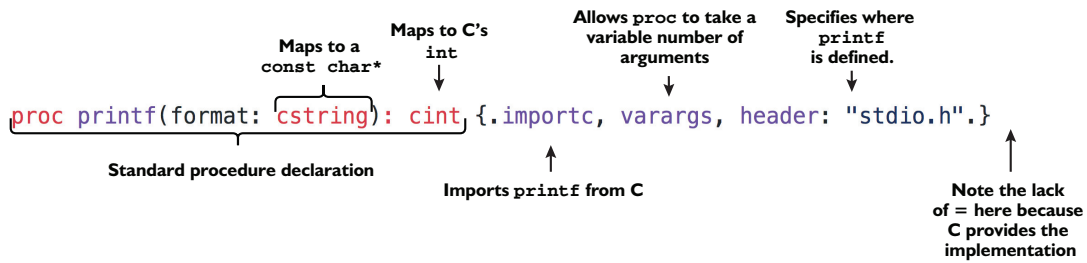 Maps to a
const char*
Maps to C's
int
Allows proc to take a
variable number of
arguments
Specifies where
printf
is defined.
proc printf(format: cstring): cint {.importc, varargs, header: "stdio.h".}
Standard procedure declaration
Imports printf from C
Note the lack
of = here because
C provides the
implementation